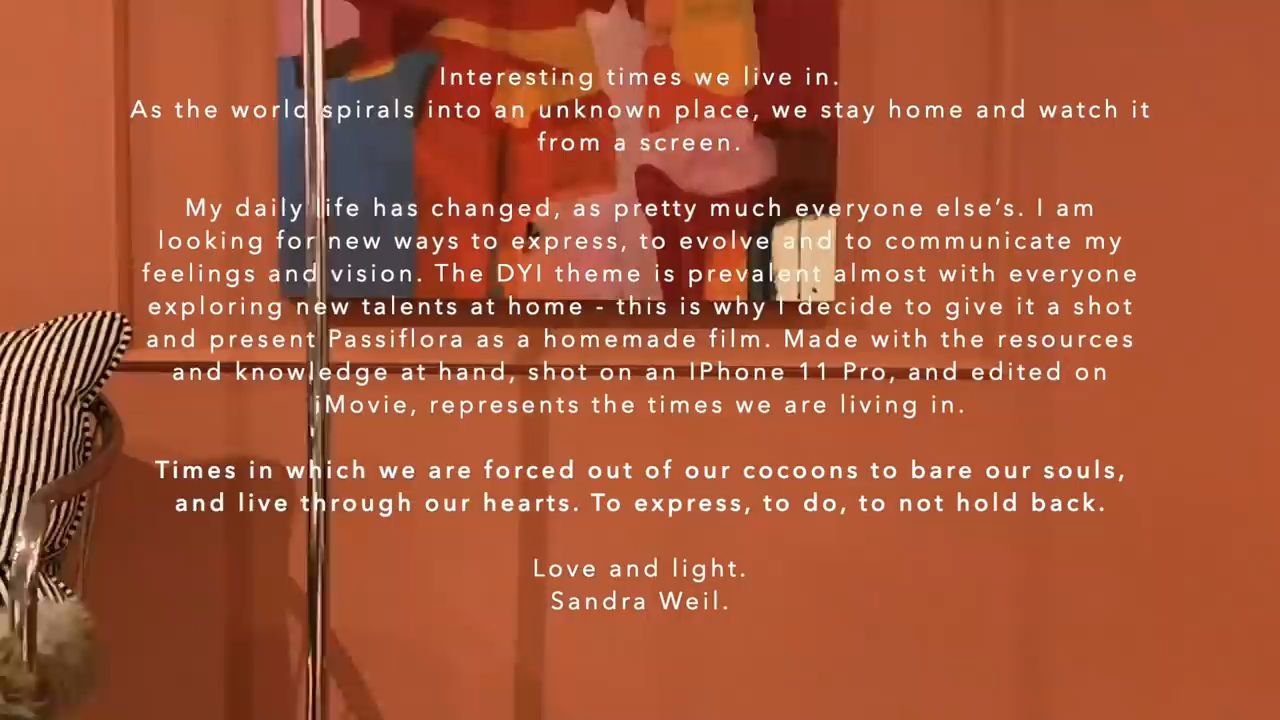 Interesting times we live in.
As the world spirals into an unknown place, we stay home and watch it
from a screen.
My daily life has changed, as pretty much everyone else’s. I am
looking for new ways to express, to evolve and to communicate my
feelings and vision. The DYI theme is prevalent almost with everyone
exploring new talents at home - this is why I decide to give it a shot
and present Passiflora as a homemade film. Made with the resources
and knowledge at hand, shot on an IPhone 11 Pro, and edited on
iMovie, represents the times we are living in.
Times in which we are forced out of our cocoons to bare our souls,
and live through our hearts. To express, to do, to not hold back.
Love and light.
Sandra Weil.